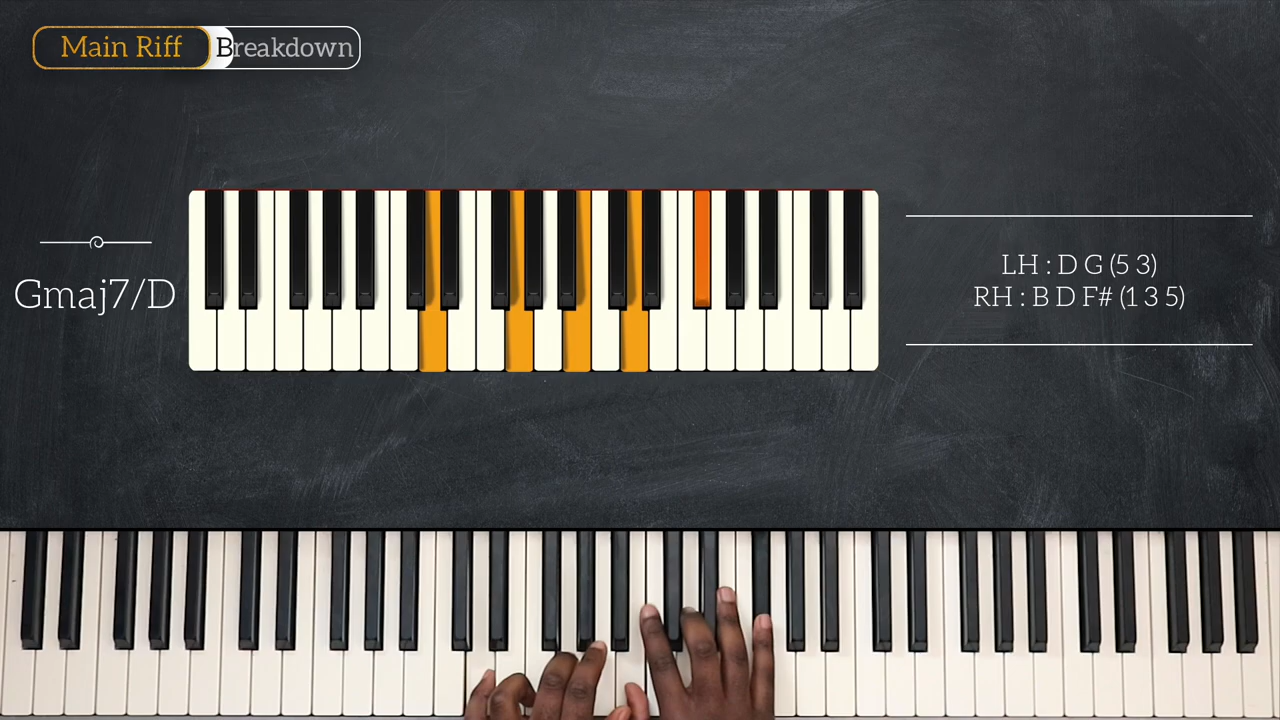 Main Riff Breakdown
Gmaj7/D
LH : D G (5 3)
RH : B D F# (1 3 5)